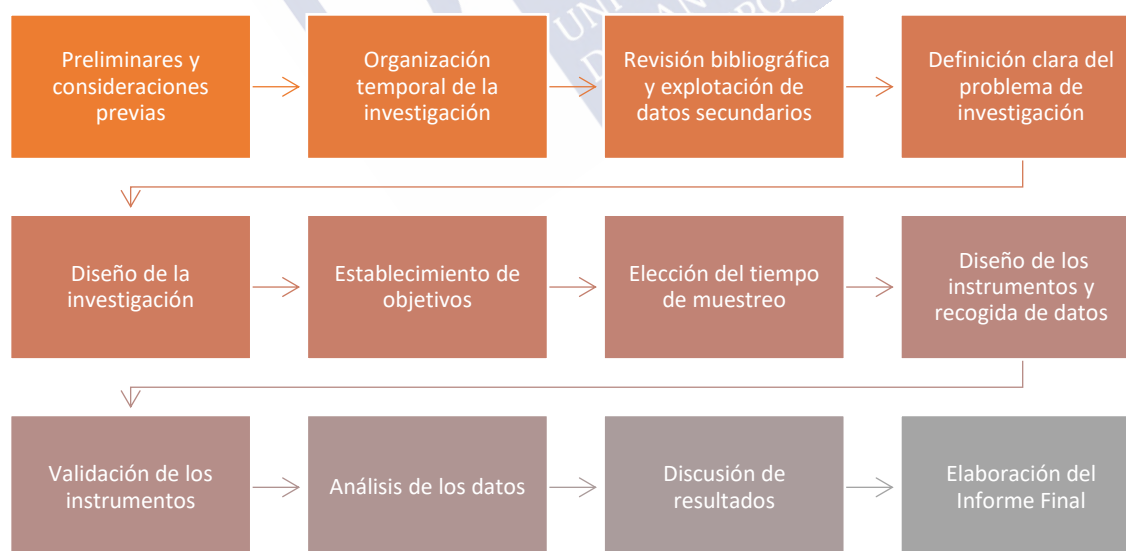 Preliminares y
consideraciones
previas
Organización
temporal de la
investigación
Revisión bibliográfica
y explotación de
datos secundarios
Definición clara del
problema de
investigación
Diseño de la
investigación
Establecimiento de
objetivos
Elección del tiempo
de muestreo
Diseño de los
instrumentos y
recogida de datos
Validación de los
instrumentos
Análisis de los datos
Discusión de
resultados
Elaboración del
Informe Final